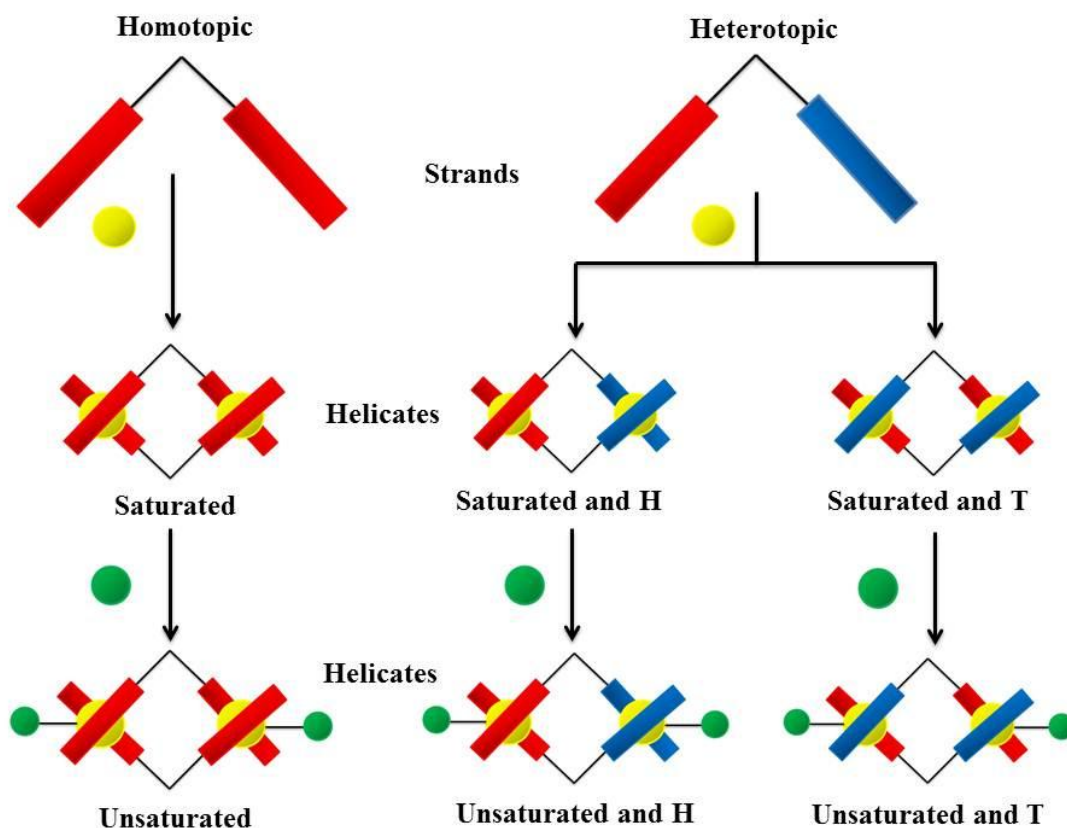 Homotopic
Heterotopic
Strands
Helicates
Saturated
Saturated and H
Saturated and T
Helicates
Unsaturated
Unsaturated and H
Unsaturated and T